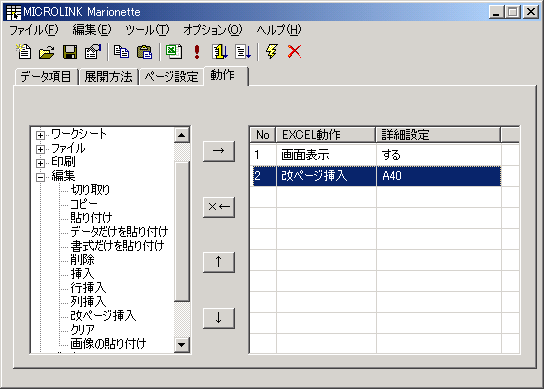 MICROLINK Marionette
ファイル(F) 編集(E) ツール(T) オプション(O) ヘルプ(H)
データ項目 展開方法 ページ設定 動作
ワークシート
ファイル
印刷
編集
切り取り
コピー
貼り付け
データだけを貼り付け
書式だけを貼り付け
削除
挿入
行挿入
列挿入
改ページ挿入
クリア
画像の貼り付け
→
×←
↑
↓
No EXCEL動作 詳細設定
1 画面表示 する
2 改ページ挿入 A40